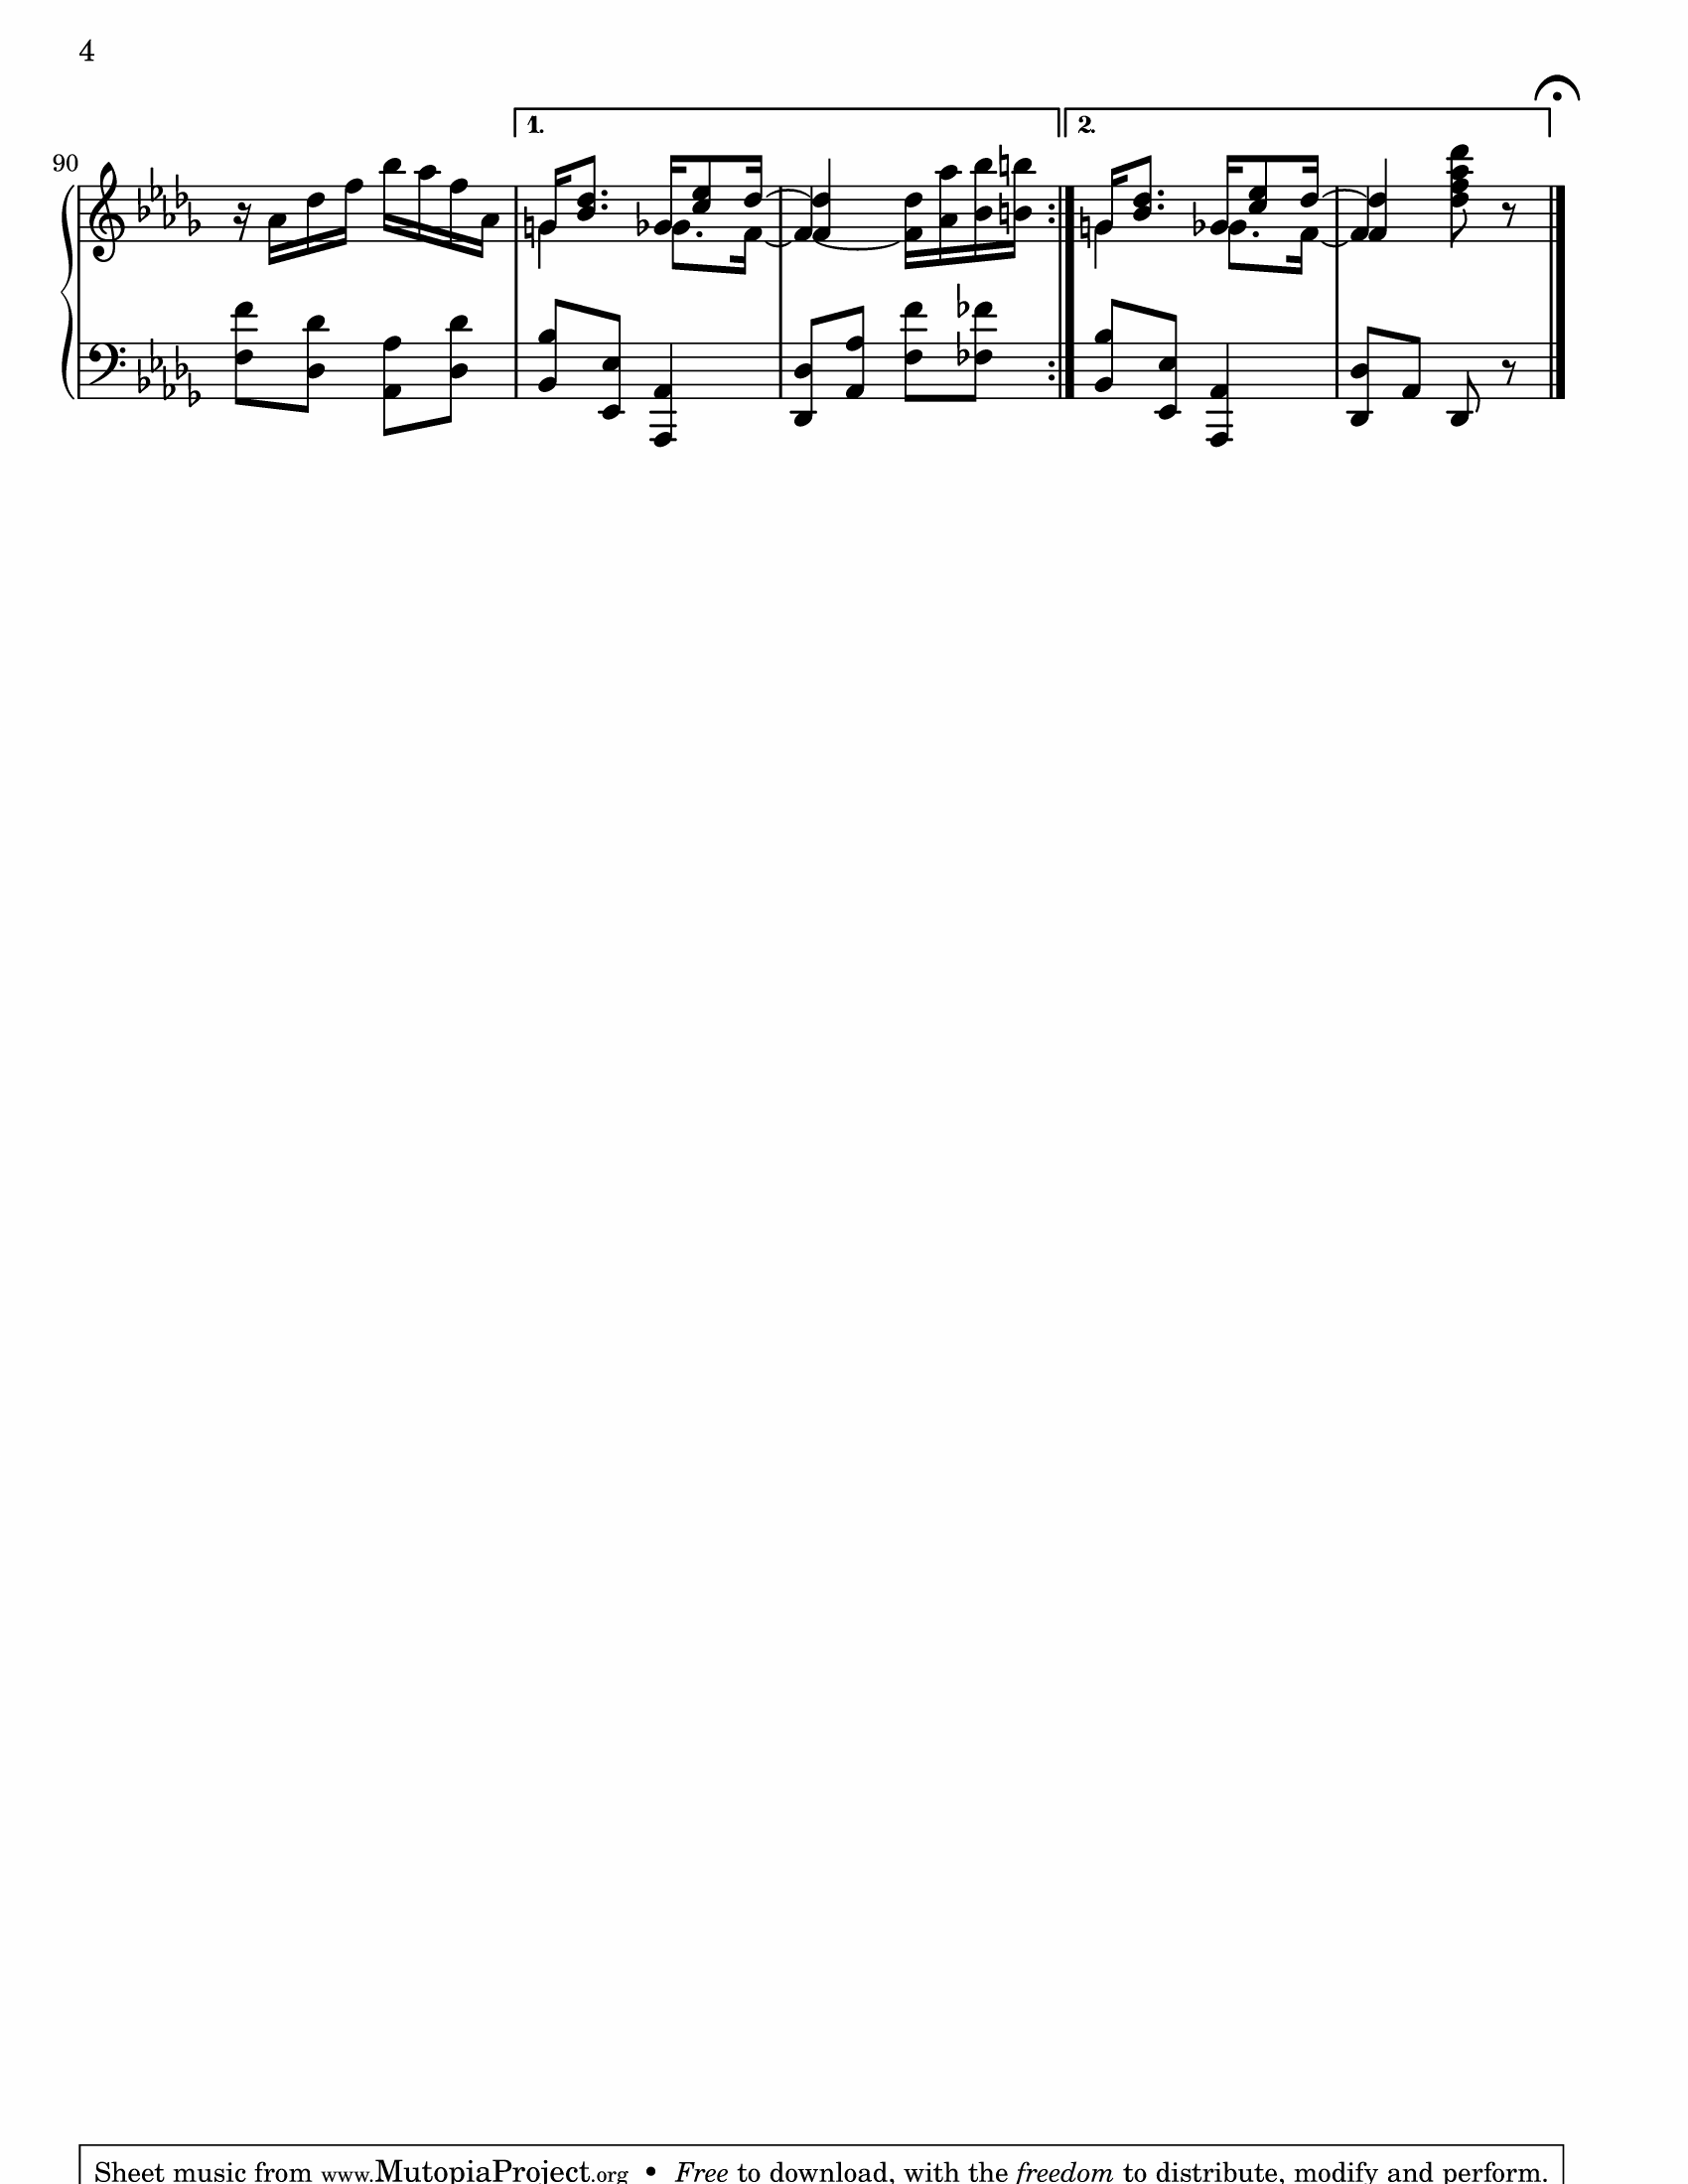 4
1.
2.
90
Sheet music from www.MutopiaProject.org • Free to download, with the freedom to distribute, modify and perform.